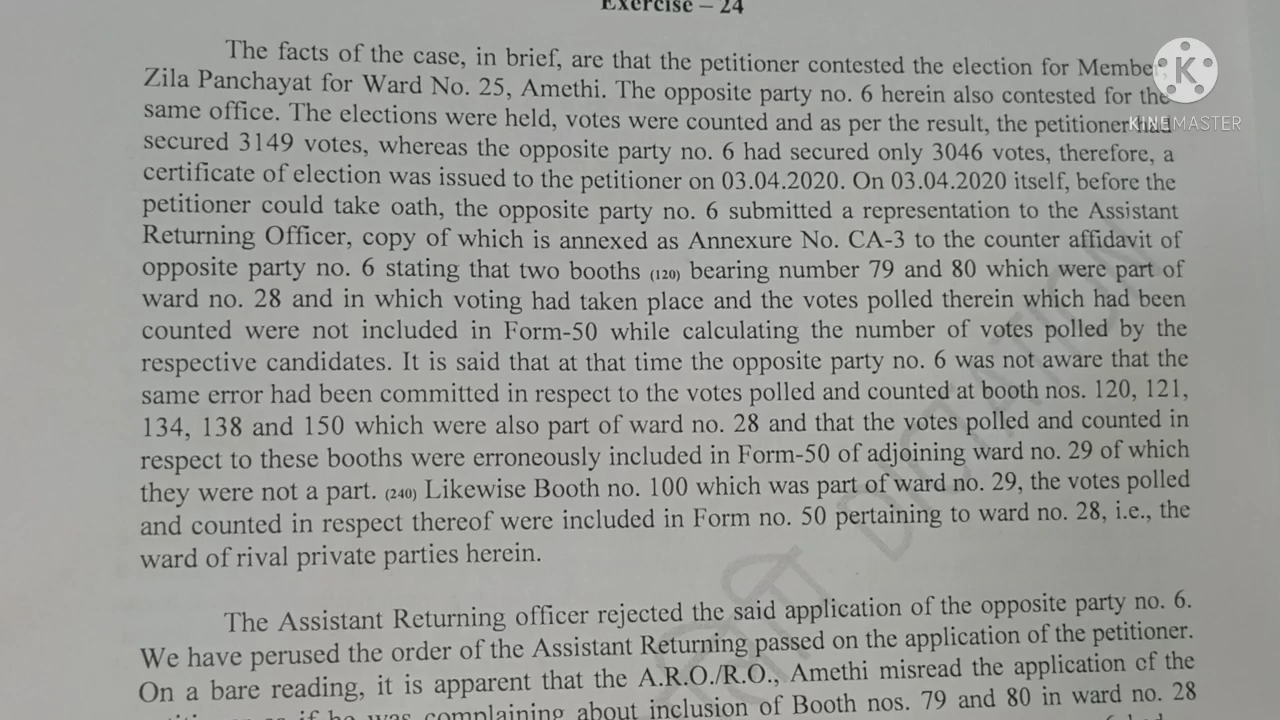 Exercise – 24
The facts of the case, in brief, are that the petitioner contested the election for Member,
Zila Panchayat for Ward No. 25, Amethi. The opposite party no. 6 herein also contested for the
same office. The elections were held, votes were counted and as per the result, the petitioner had
secured 3149 votes, whereas the opposite party no. 6 had secured only 3046 votes, therefore, a
certificate of election was issued to the petitioner on 03.04.2020. On 03.04.2020 itself, before the
petitioner could take oath, the opposite party no. 6 submitted a representation to the Assistant
Returning Officer, copy of which is annexed as Annexure No. CA-3 to the counter affidavit of
opposite party no. 6 stating that two booths (120) bearing number 79 and 80 which were part of
ward no. 28 and in which voting had taken place and the votes polled therein which had been
counted were not included in Form-50 while calculating the number of votes polled by the
respective candidates. It is said that at that time the opposite party no. 6 was not aware that the
same error had been committed in respect to the votes polled and counted at booth nos. 120, 121,
134, 138 and 150 which were also part of ward no. 28 and that the votes polled and counted in
respect to these booths were erroneously included in Form-50 of adjoining ward no. 29 of which
they were not a part. (240) Likewise Booth no. 100 which was part of ward no. 29, the votes polled
and counted in respect thereof were included in Form no. 50 pertaining to ward no. 28, i.e., the
ward of rival private parties herein.
The Assistant Returning officer rejected the said application of the opposite party no. 6.
We have perused the order of the Assistant Returning passed on the application of the petitioner.
On a bare reading, it is apparent that the A.R.O./R.O., Amethi misread the application of the
if he was complaining about inclusion of Booth nos. 79 and 80 in ward no. 28
K
KINEMASTER
लिपि DICTATION